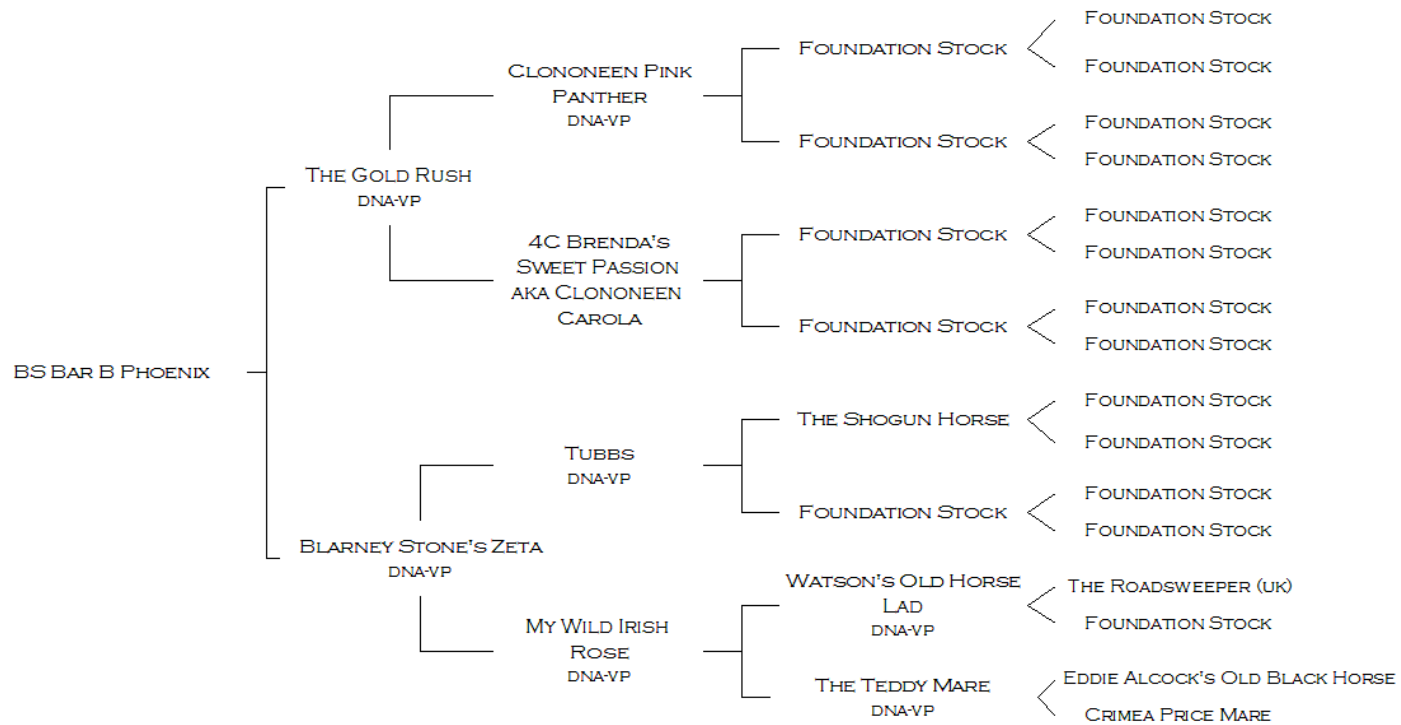 BS Bar B Phoenix
The Gold Rush
DNA-VP
Blarney Stone's Zeta
DNA-VP
Clononeen Pink
Panther
DNA-VP
4C Brenda's
Sweet Passion
aka Clononeen
Carola
Tubbs
DNA-VP
My Wild Irish
Rose
DNA-VP
Foundation Stock
Foundation Stock
Foundation Stock
Foundation Stock
The Shogun Horse
Foundation Stock
Watson's Old Horse
Lad
DNA-VP
The Teddy Mare
DNA-VP
Foundation Stock
Foundation Stock
Foundation Stock
Foundation Stock
Foundation Stock
Foundation Stock
Foundation Stock
Foundation Stock
Foundation Stock
Foundation Stock
Foundation Stock
Foundation Stock
The Roadsweeper (UK)
Foundation Stock
Eddie Alcock's Old Black Horse
Crimea Price Mare